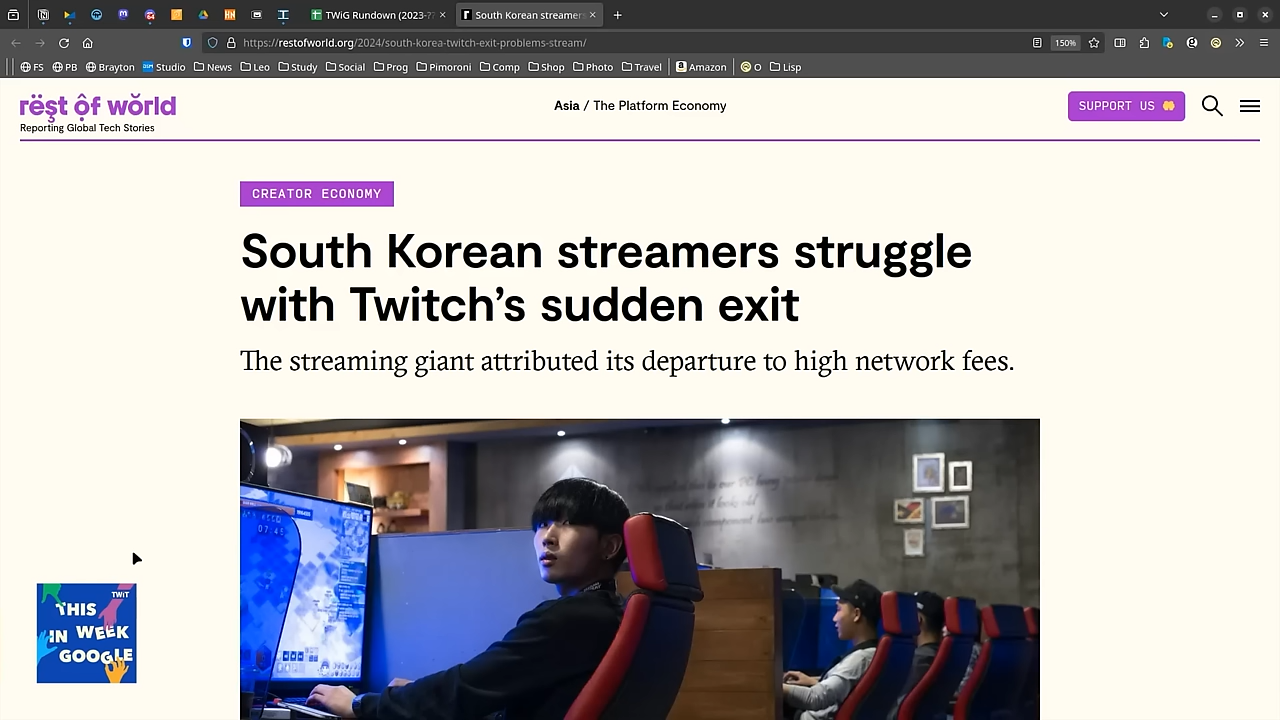 TWiG Rundown (2023-
South Korean streamers
https://restofworld.org/2024/south-korea-twitch-exit-problems-stream/
150%
FS
PB
Brayton
Studio
News
Leo
Study
Social
Prog
Pimoroni
Comp
Shop
Photo
Travel
Amazon
O
Lisp
rest of world
Reporting Global Tech Stories
Asia / The Platform Economy
SUPPORT US
CREATOR ECONOMY
South Korean streamers struggle
with Twitch’s sudden exit
The streaming giant attributed its departure to high network fees.
TWiT
THIS
IN WEEK
GOOGLE